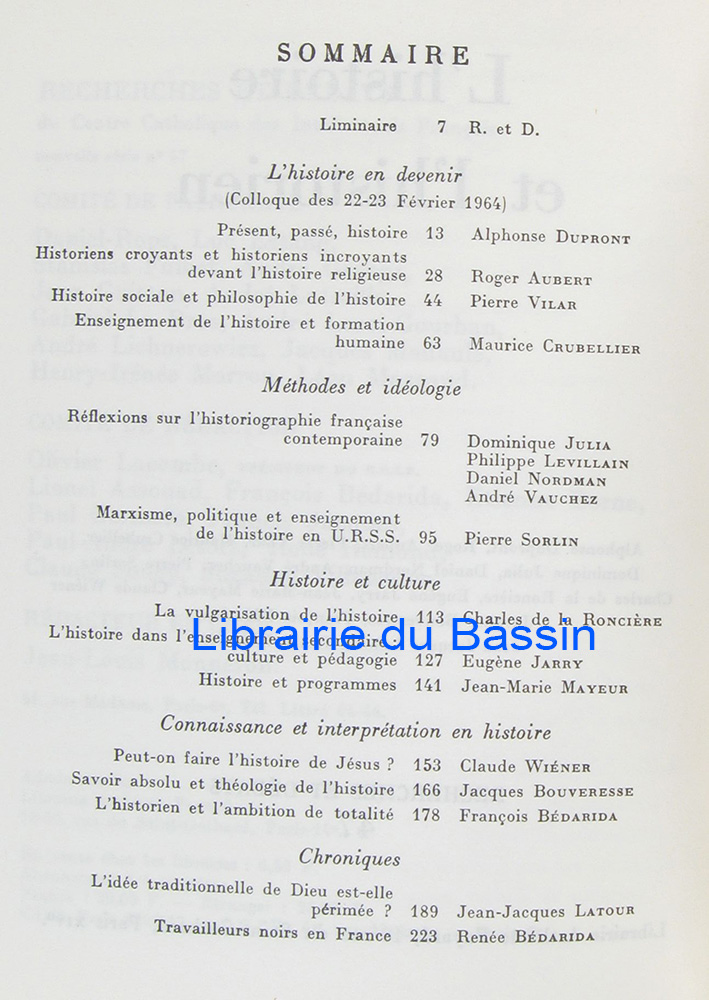 SOMMAIRE
Liminaire 7 R. et D.
L'histoire en devenir
(Colloque des 22-23 Février 1964)
Présent, passé, histoire 13 Alphonse DUPRONT
Historiens croyants et historiens incroyants
devant l'histoire religieuse 28 Roger AUBERT
Histoire sociale et philosophie de l'histoire 44 Pierre VILAR
Enseignement de l'histoire et formation
humaine 63 Maurice CRUBELLIER
Méthodes et idéologie
Réflexions sur l'historiographie française
contemporaine 79 Dominique JULIA
Philippe LEVILLAIN
Daniel NORDMAN
André VAUCHEZ
Marxisme, politique et enseignement
de l'histoire en U.R.S.S. 95 Pierre SORLIN
Histoire et culture
La vulgarisation de l'histoire 113 Charles de la RONCIÈRE
Librairie du Bassin
L'histoire dans l'enseignement secondaire :
culture et pédagogie 127 Eugène JARRY
Histoire et programmes 141 Jean-Marie MAYEUR
Connaissance et interprétation en histoire
Peut-on faire l'histoire de Jésus ? 153 Claude WIÉNER
Savoir absolu et théologie de l'histoire 166 Jacques BOUVERESSE
L'historien et l'ambition de totalité 178 François BÉDARIDA
Chroniques
L'idée traditionnelle de Dieu est-elle
périmée ? 189 Jean-Jacques LATOUR
Travailleurs noirs en France 223 Renée BÉDARIDA